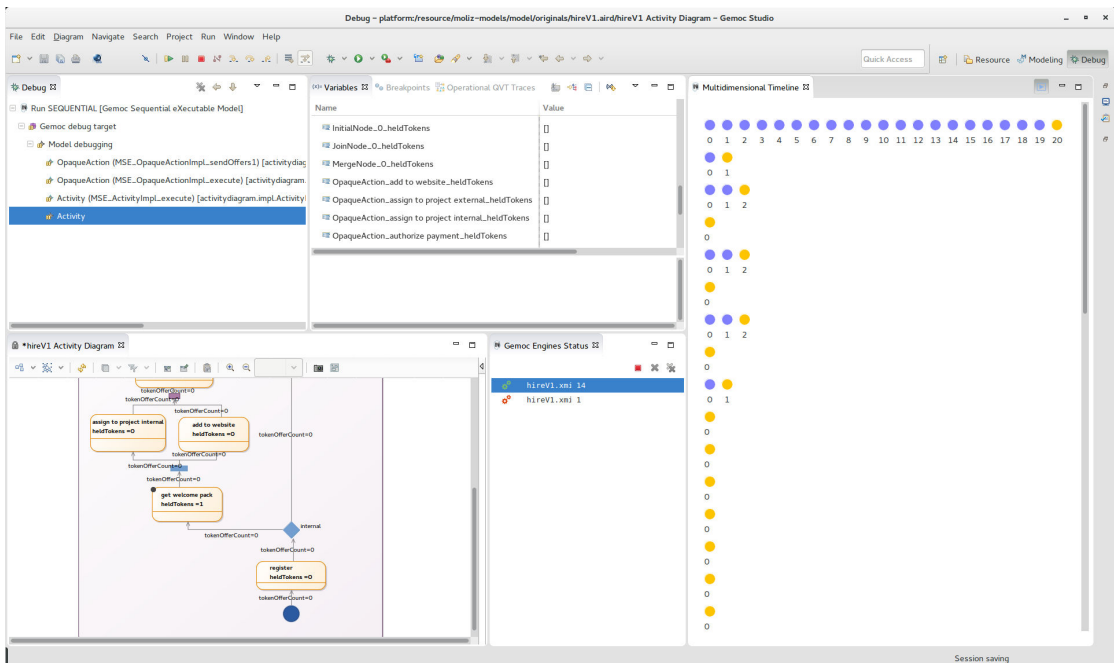 Debug – platform:/resource/moliz-models/model/originals/hireV1.aird/hireV1 Activity Diagram – Gemoc Studio
File Edit Diagram Navigate Search Project Run Window Help
Quick Access
Resource
Modeling
Debug
Debug
Run SEQUENTIAL [Gemoc Sequential eXecutable Model]
Gemoc debug target
Model debugging
OpaqueAction (MSE_OpaqueActionImpl_sendOffers1) [activitydiag
OpaqueAction (MSE_OpaqueActionImpl_execute) [activitydiagram.
Activity (MSE_ActivityImpl_execute) [activitydiagram.impl.Activity
Activity
(x)= Variables
Breakpoints
Operational QVT Traces
Name Value
InitialNode_0_heldTokens []
JoinNode_0_heldTokens []
MergeNode_0_heldTokens []
OpaqueAction_add to website_heldTokens []
OpaqueAction_assign to project external_heldTokens []
OpaqueAction_assign to project internal_heldTokens []
OpaqueAction_authorize payment_heldTokens []
Multidimensional Timeline
0 1 2 3 4 5 6 7 8 9 10 11 12 13 14 15 16 17 18 19 20
0 1
0 1 2
0
0 1 2
0
0 1 2
0
0 1
0
0
0
0
0
0
0
*hireV1 Activity Diagram
tokenOfferCount=0
tokenOfferCount=0
tokenOfferCount=0
assign to project internal
heldTokens =0
add to website
heldTokens =0
tokenOfferCount=0
tokenOfferCount=0
tokenOfferCount=0
tokenOfferCount=0
get welcome pack
heldTokens =1
internal
tokenOfferCount=0
tokenOfferCount=0
register
heldTokens =0
tokenOfferCount=0
Gemoc Engines Status
hireV1.xmi 14
hireV1.xmi 1
Session saving